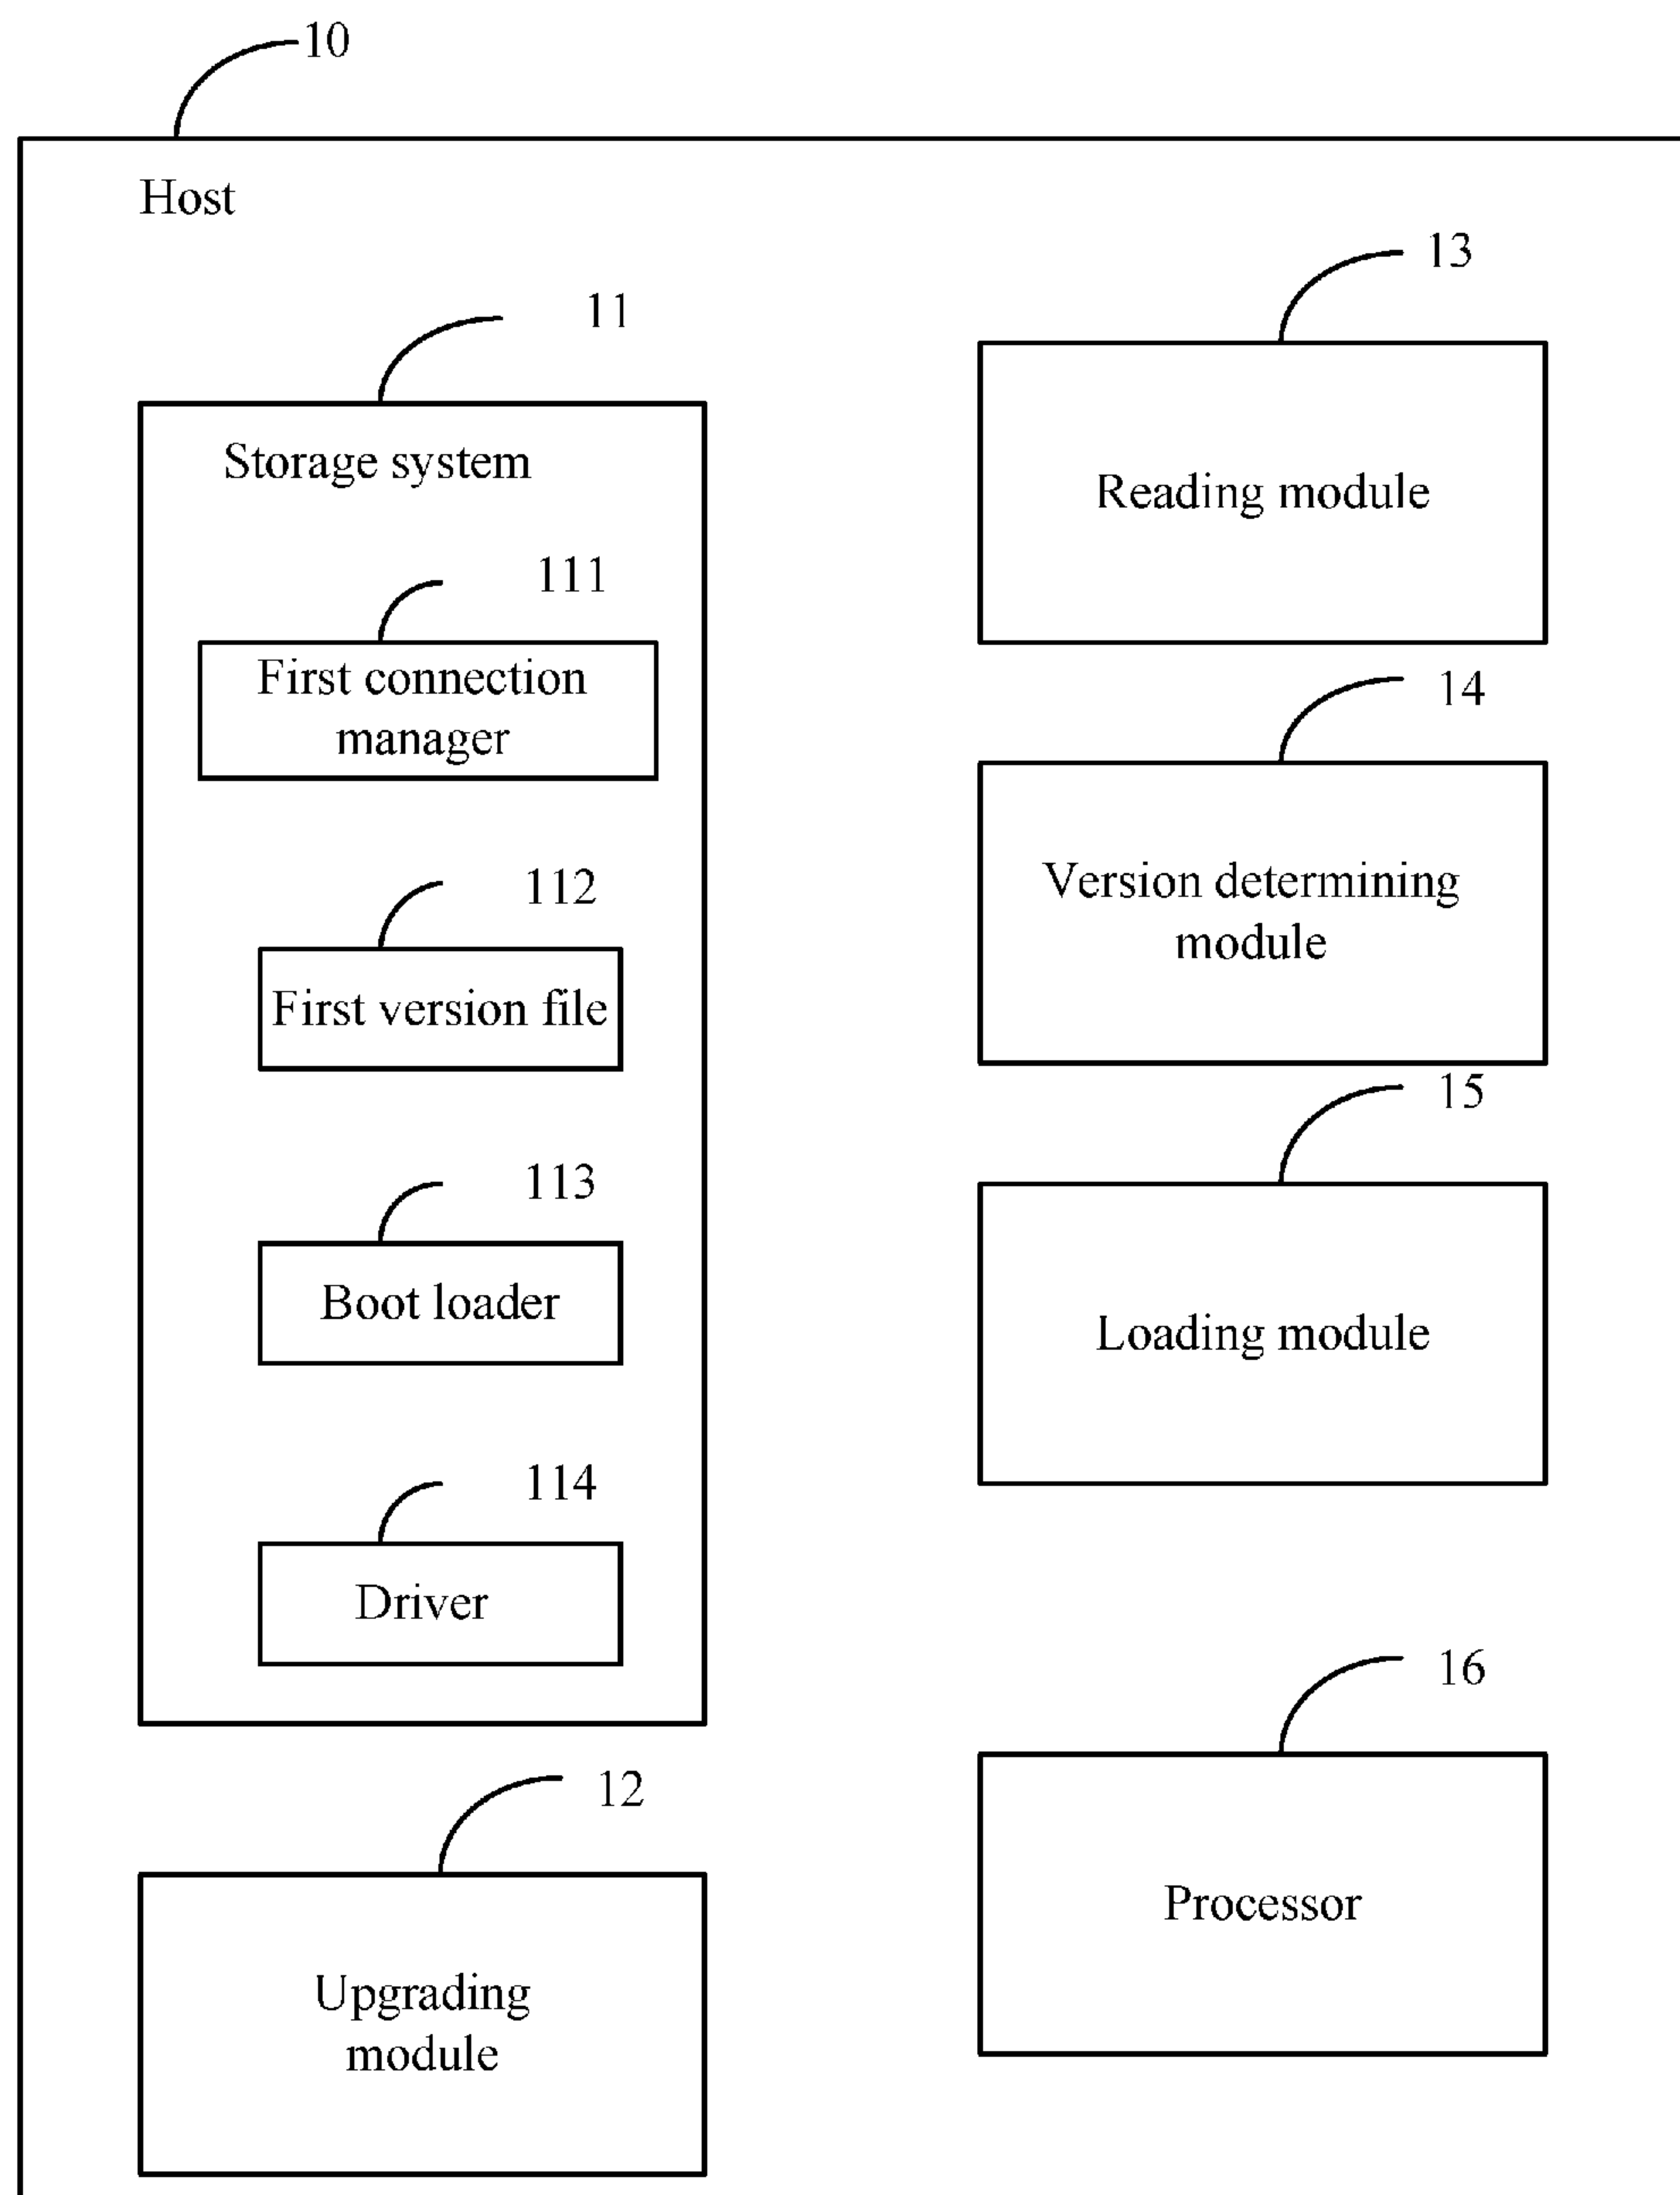 10
Host
11
Storage system
111
First connection
manager
112
First version file
113
Boot loader
114
Driver
12
Upgrading
module
13
Reading module
14
Version determining
module
15
Loading module
16
Processor